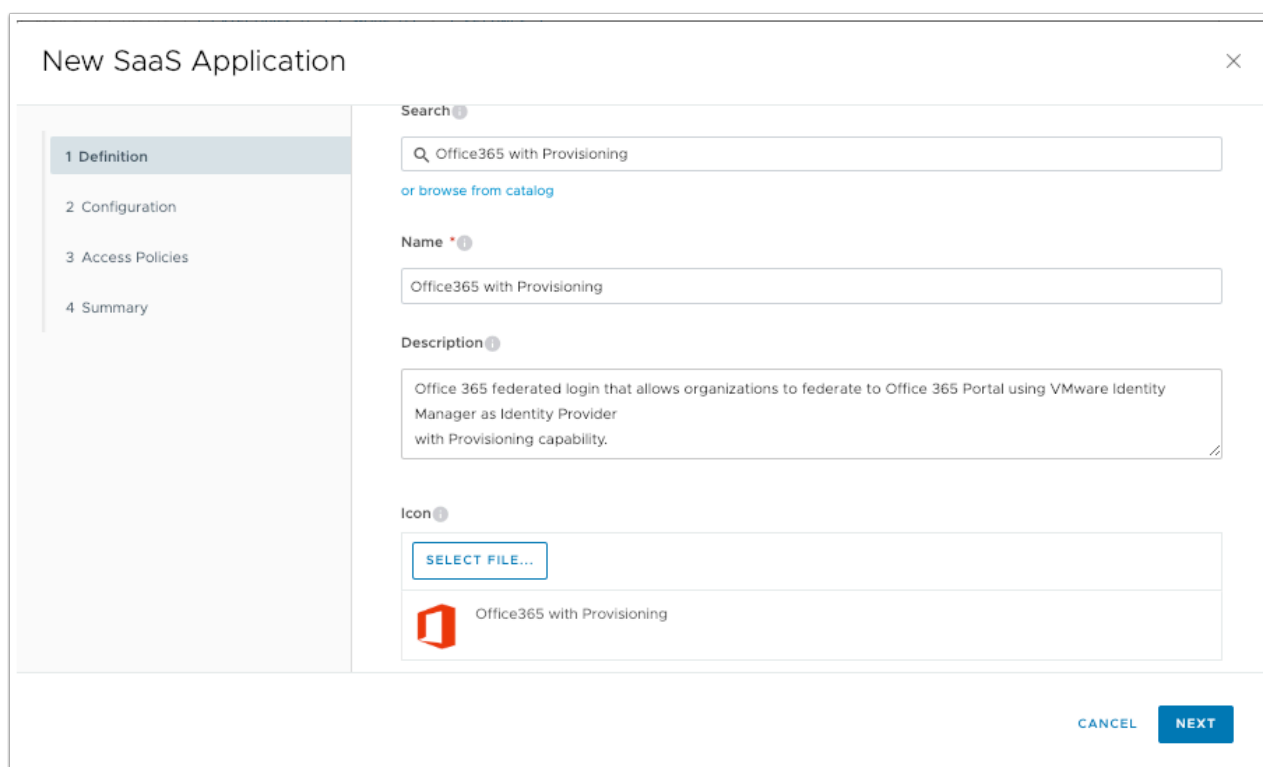 New SaaS Application
1 Definition
2 Configuration
3 Access Policies
4 Summary
Search
Office365 with Provisioning
or browse from catalog
Name *
Office365 with Provisioning
Description
Office 365 federated login that allows organizations to federate to Office 365 Portal using VMware Identity
Manager as Identity Provider
with Provisioning capability.
Icon
SELECT FILE...
Office365 with Provisioning
CANCEL
NEXT